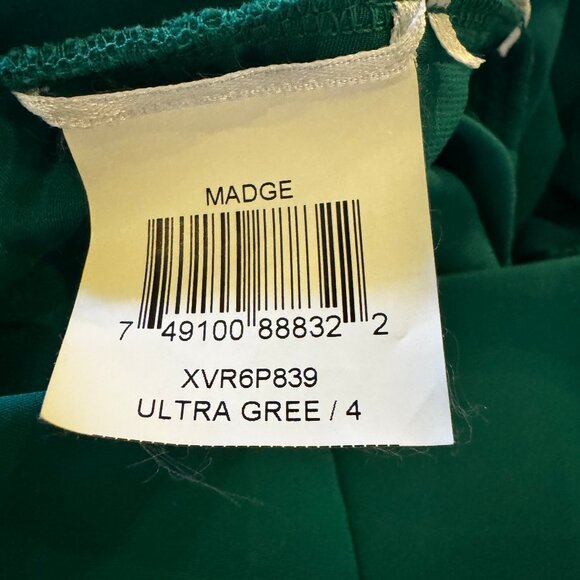 MADGE
7 49100 88832 2
XVR6P839
ULTRA GREE / 4